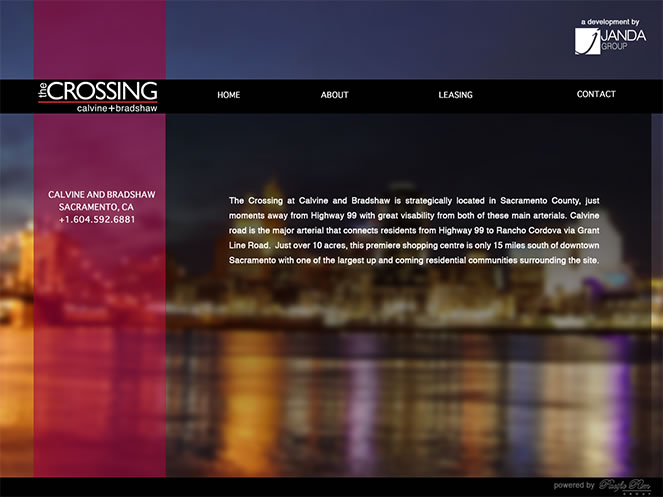 a development by
JANDA
GROUP
the CROSSING
calvine+bradshaw
HOME ABOUT LEASING CONTACT
CALVINE AND BRADSHAW
SACRAMENTO, CA
+1.604.592.6881
The Crossing at Calvine and Bradshaw is strategically located in Sacramento County, just
moments away from Highway 99 with great visability from both of these main arterials. Calvine
road is the major arterial that connects residents from Highway 99 to Rancho Cordova via Grant
Line Road. Just over 10 acres, this premiere shopping centre is only 15 miles south of downtown
Sacramento with one of the largest up and coming residential communities surrounding the site.
powered by Pacific Rim
GROUP